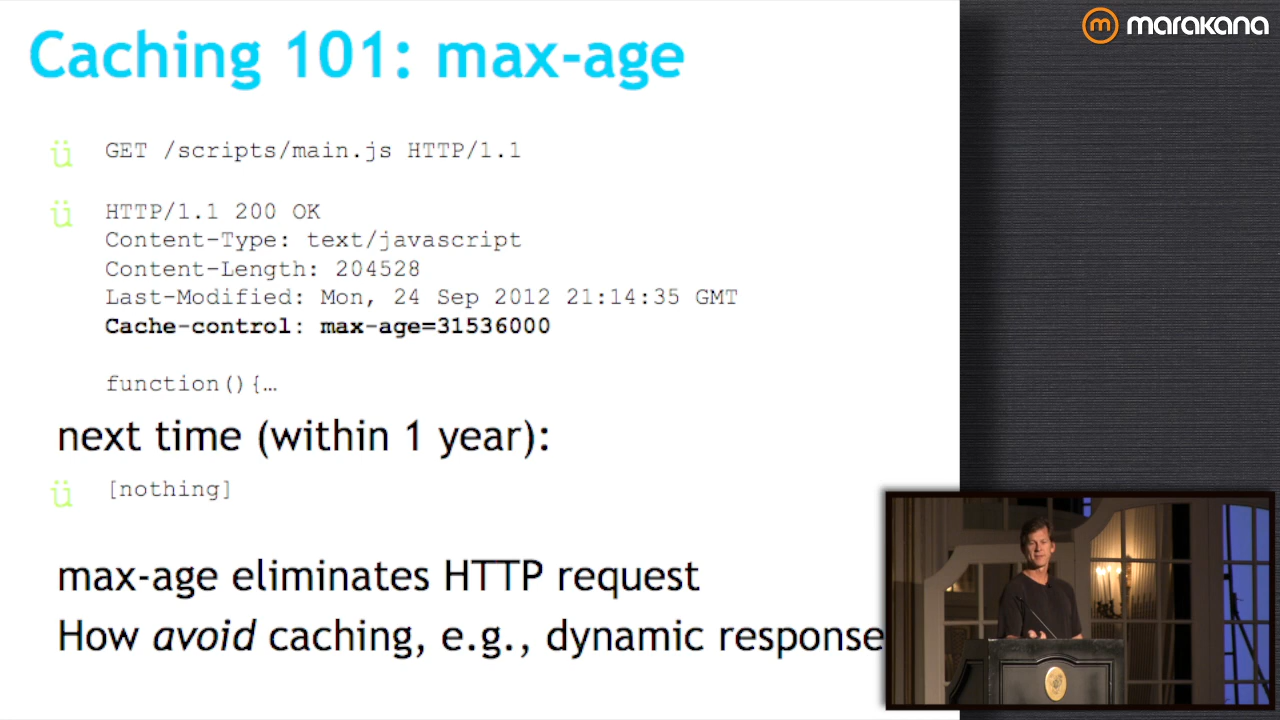 Caching 101: max-age
marakana
ü GET /scripts/main.js HTTP/1.1
ü HTTP/1.1 200 OK
Content-Type: text/javascript
Content-Length: 204528
Last-Modified: Mon, 24 Sep 2012 21:14:35 GMT
Cache-control: max-age=31536000
function(){…
next time (within 1 year):
ü [nothing]
max-age eliminates HTTP request
How avoid caching, e.g., dynamic response